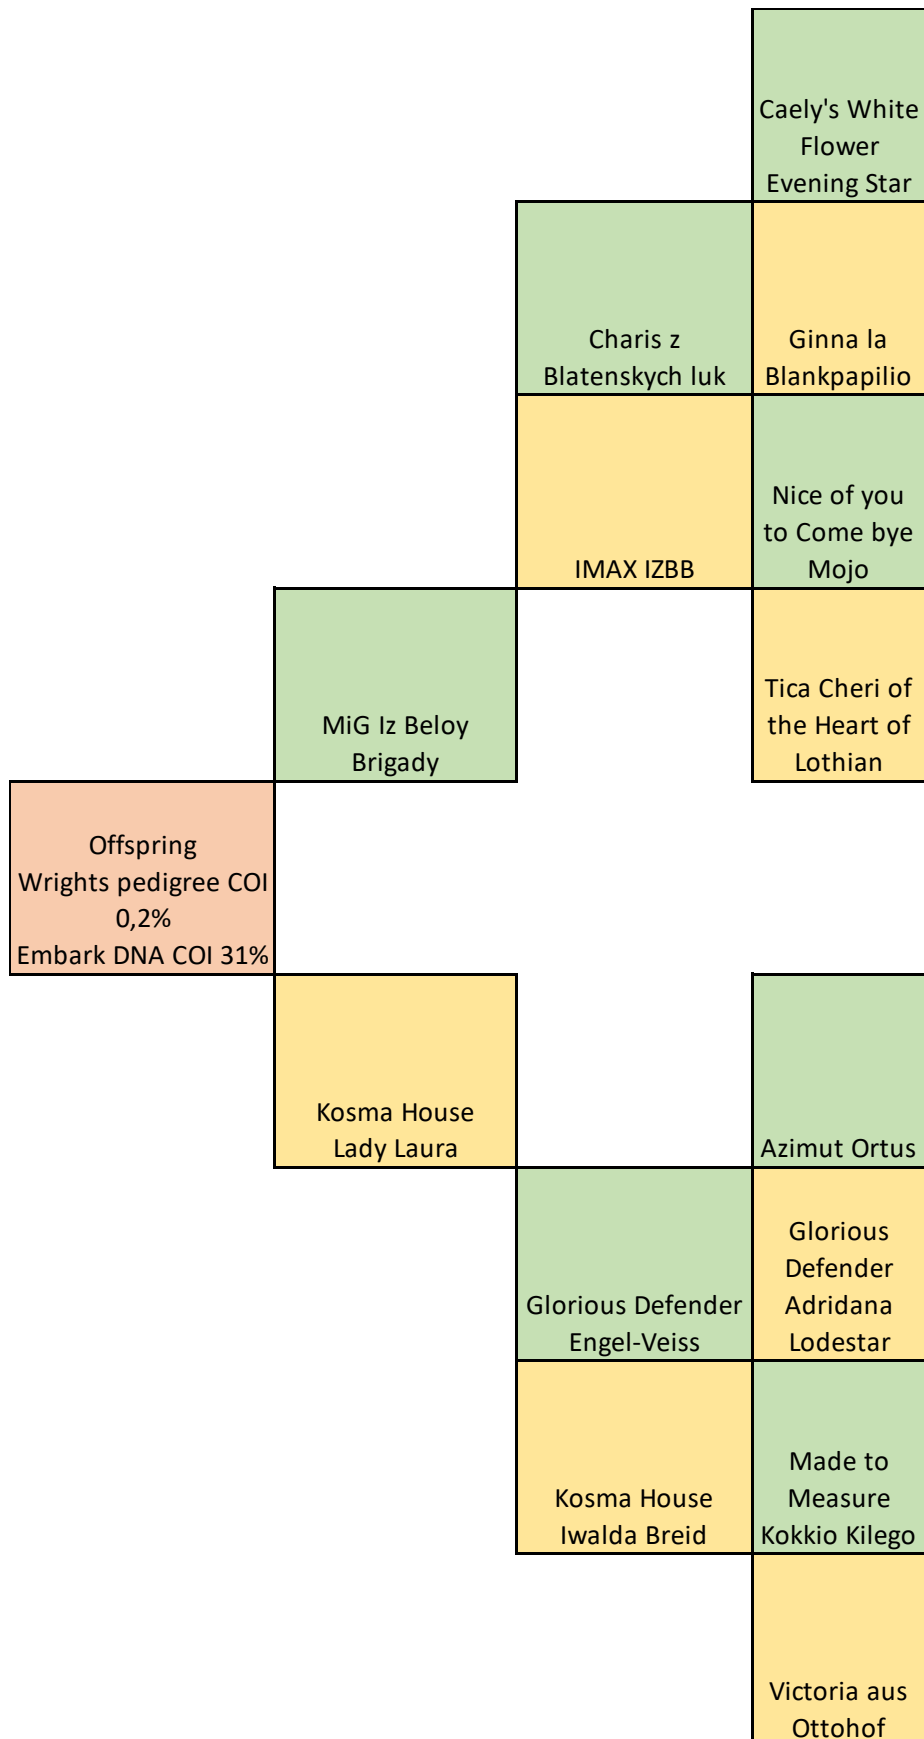 Caely's White
Flower
Evening Star
Charis z
Blatenskych luk
Ginna la
Blankpapilio
IMAX IZBB
Nice of you
to Come bye
Mojo
MiG Iz Beloy
Brigady
Tica Cheri of
the Heart of
Lothian
Offspring
Wrights pedigree COI
0,2%
Embark DNA COI 31%
Kosma House
Lady Laura
Azimut Ortus
Glorious Defender
Engel-Veiss
Glorious
Defender
Adridana
Lodestar
Kosma House
Iwalda Breid
Made to
Measure
Kokkio Kilego
Victoria aus
Ottohof